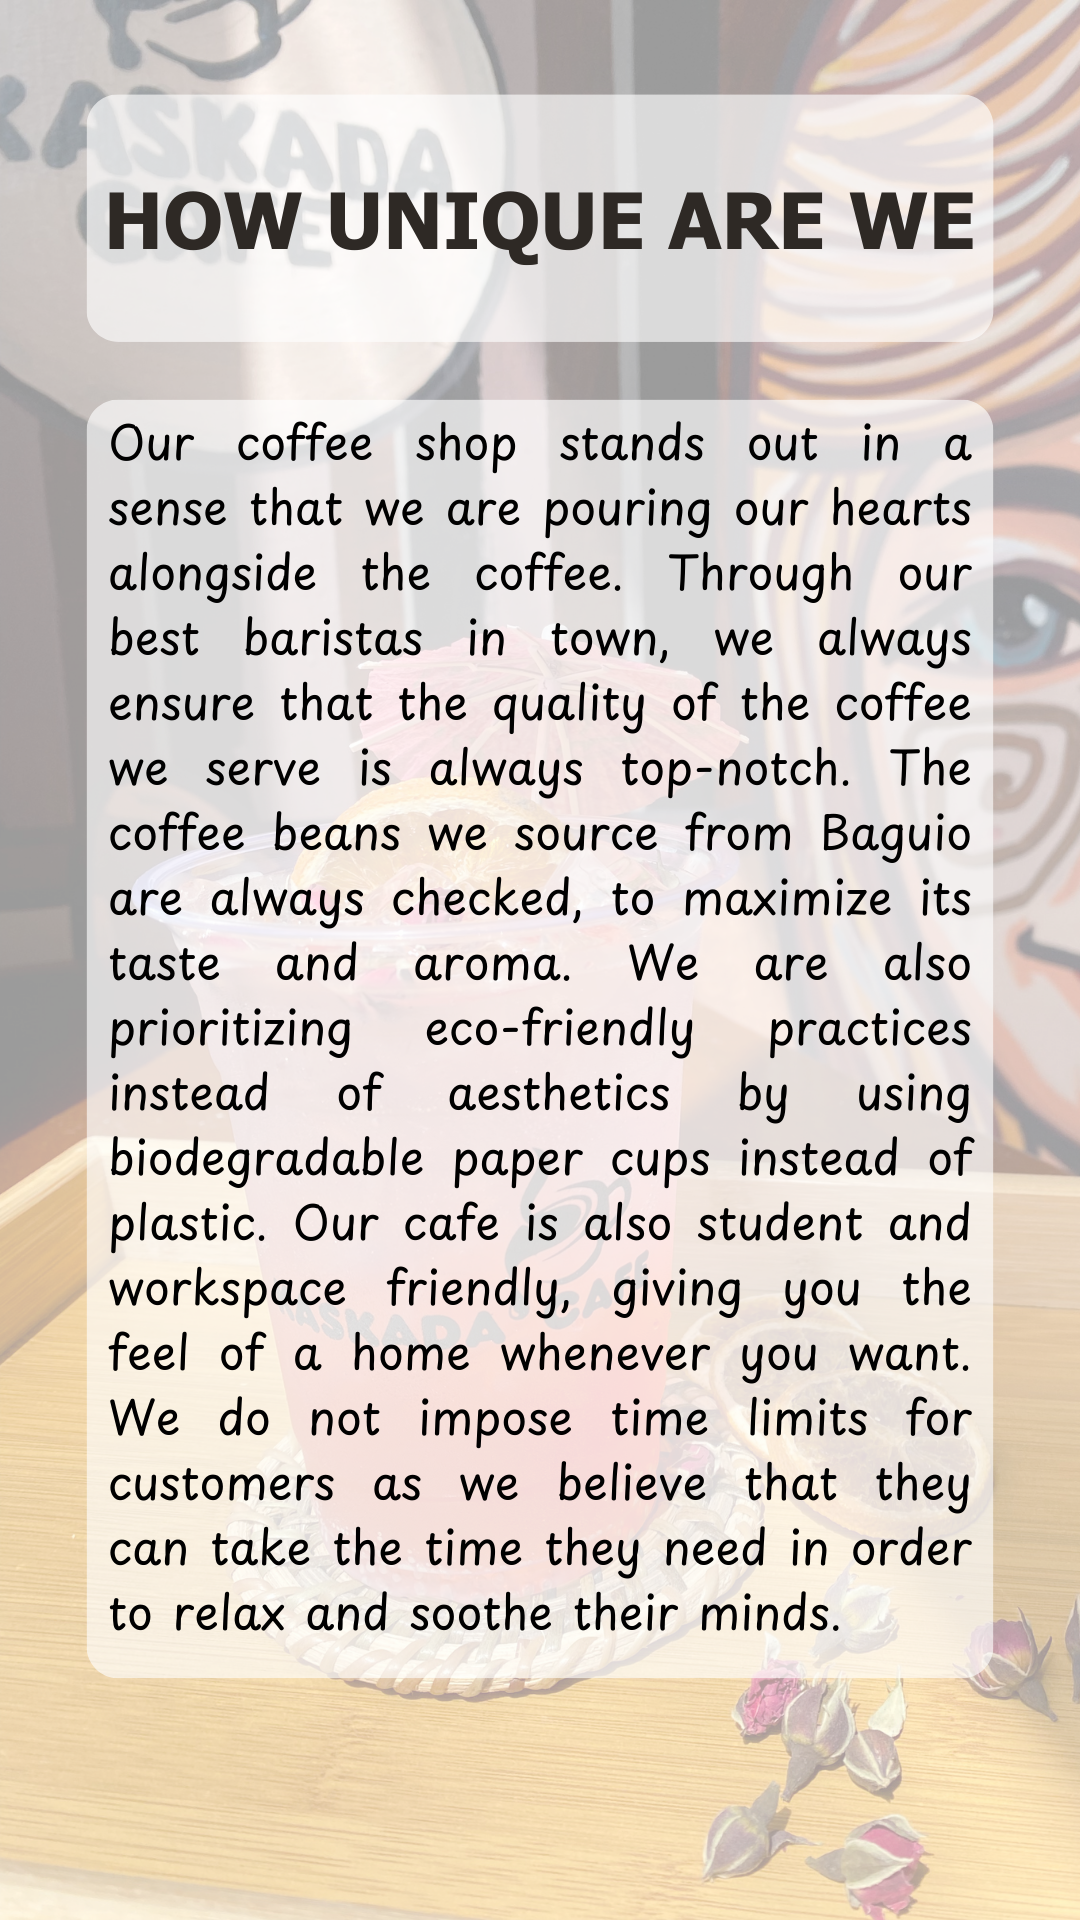 KASKADA
CAFE
HOW UNIQUE ARE WE
Our coffee shop stands out in a
sense that we are pouring our hearts
alongside the coffee. Through our
best baristas in town, we always
ensure that the quality of the coffee
we serve is always top-notch. The
coffee beans we source from Baguio
are always checked, to maximize its
taste and aroma. We are also
prioritizing eco-friendly practices
instead of aesthetics by using
biodegradable paper cups instead of
plastic. Our cafe is also student and
workspace friendly, giving you the
feel of a home whenever you want.
We do not impose time limits for
customers as we believe that they
can take the time they need in order
to relax and soothe their minds.
KASKADA CAFE